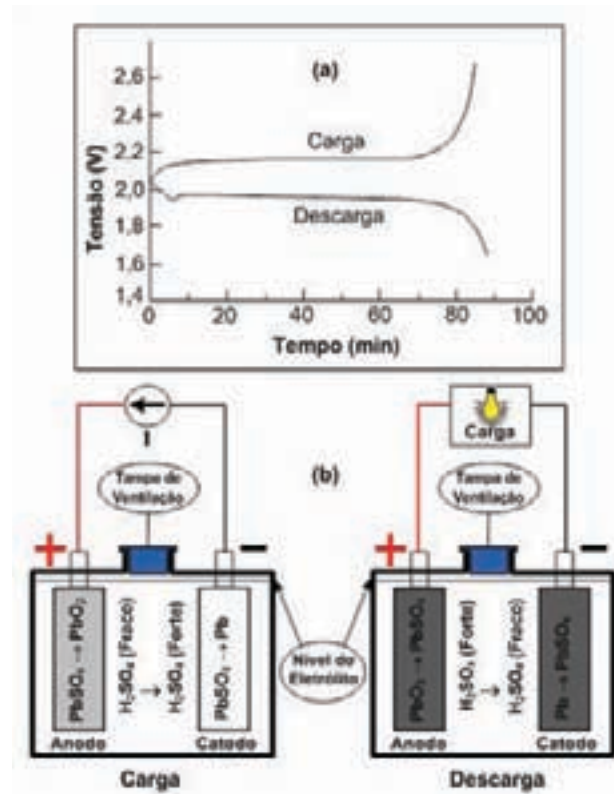 (a)
Tensão (V)
2,6
2,4
2,2
2,0
1,8
1,6
1,4
Carga
Descarga
0 20 40 60 80 100
Tempo (min)
(b)
I
Tampa de
Ventilação
+
−
PbSO₄ → PbO₂
H₂SO₄ (Fraco)
→
H₂SO₄ (Forte)
PbSO₄ → Pb
Anodo
Catodo
Carga
Nível do
Eletrólito
Carga
Tampa de
Ventilação
+
−
PbO₂ → PbSO₄
H₂SO₄ (Forte)
→
H₂SO₄ (Fraco)
Pb → PbSO₄
Anodo
Catodo
Descarga